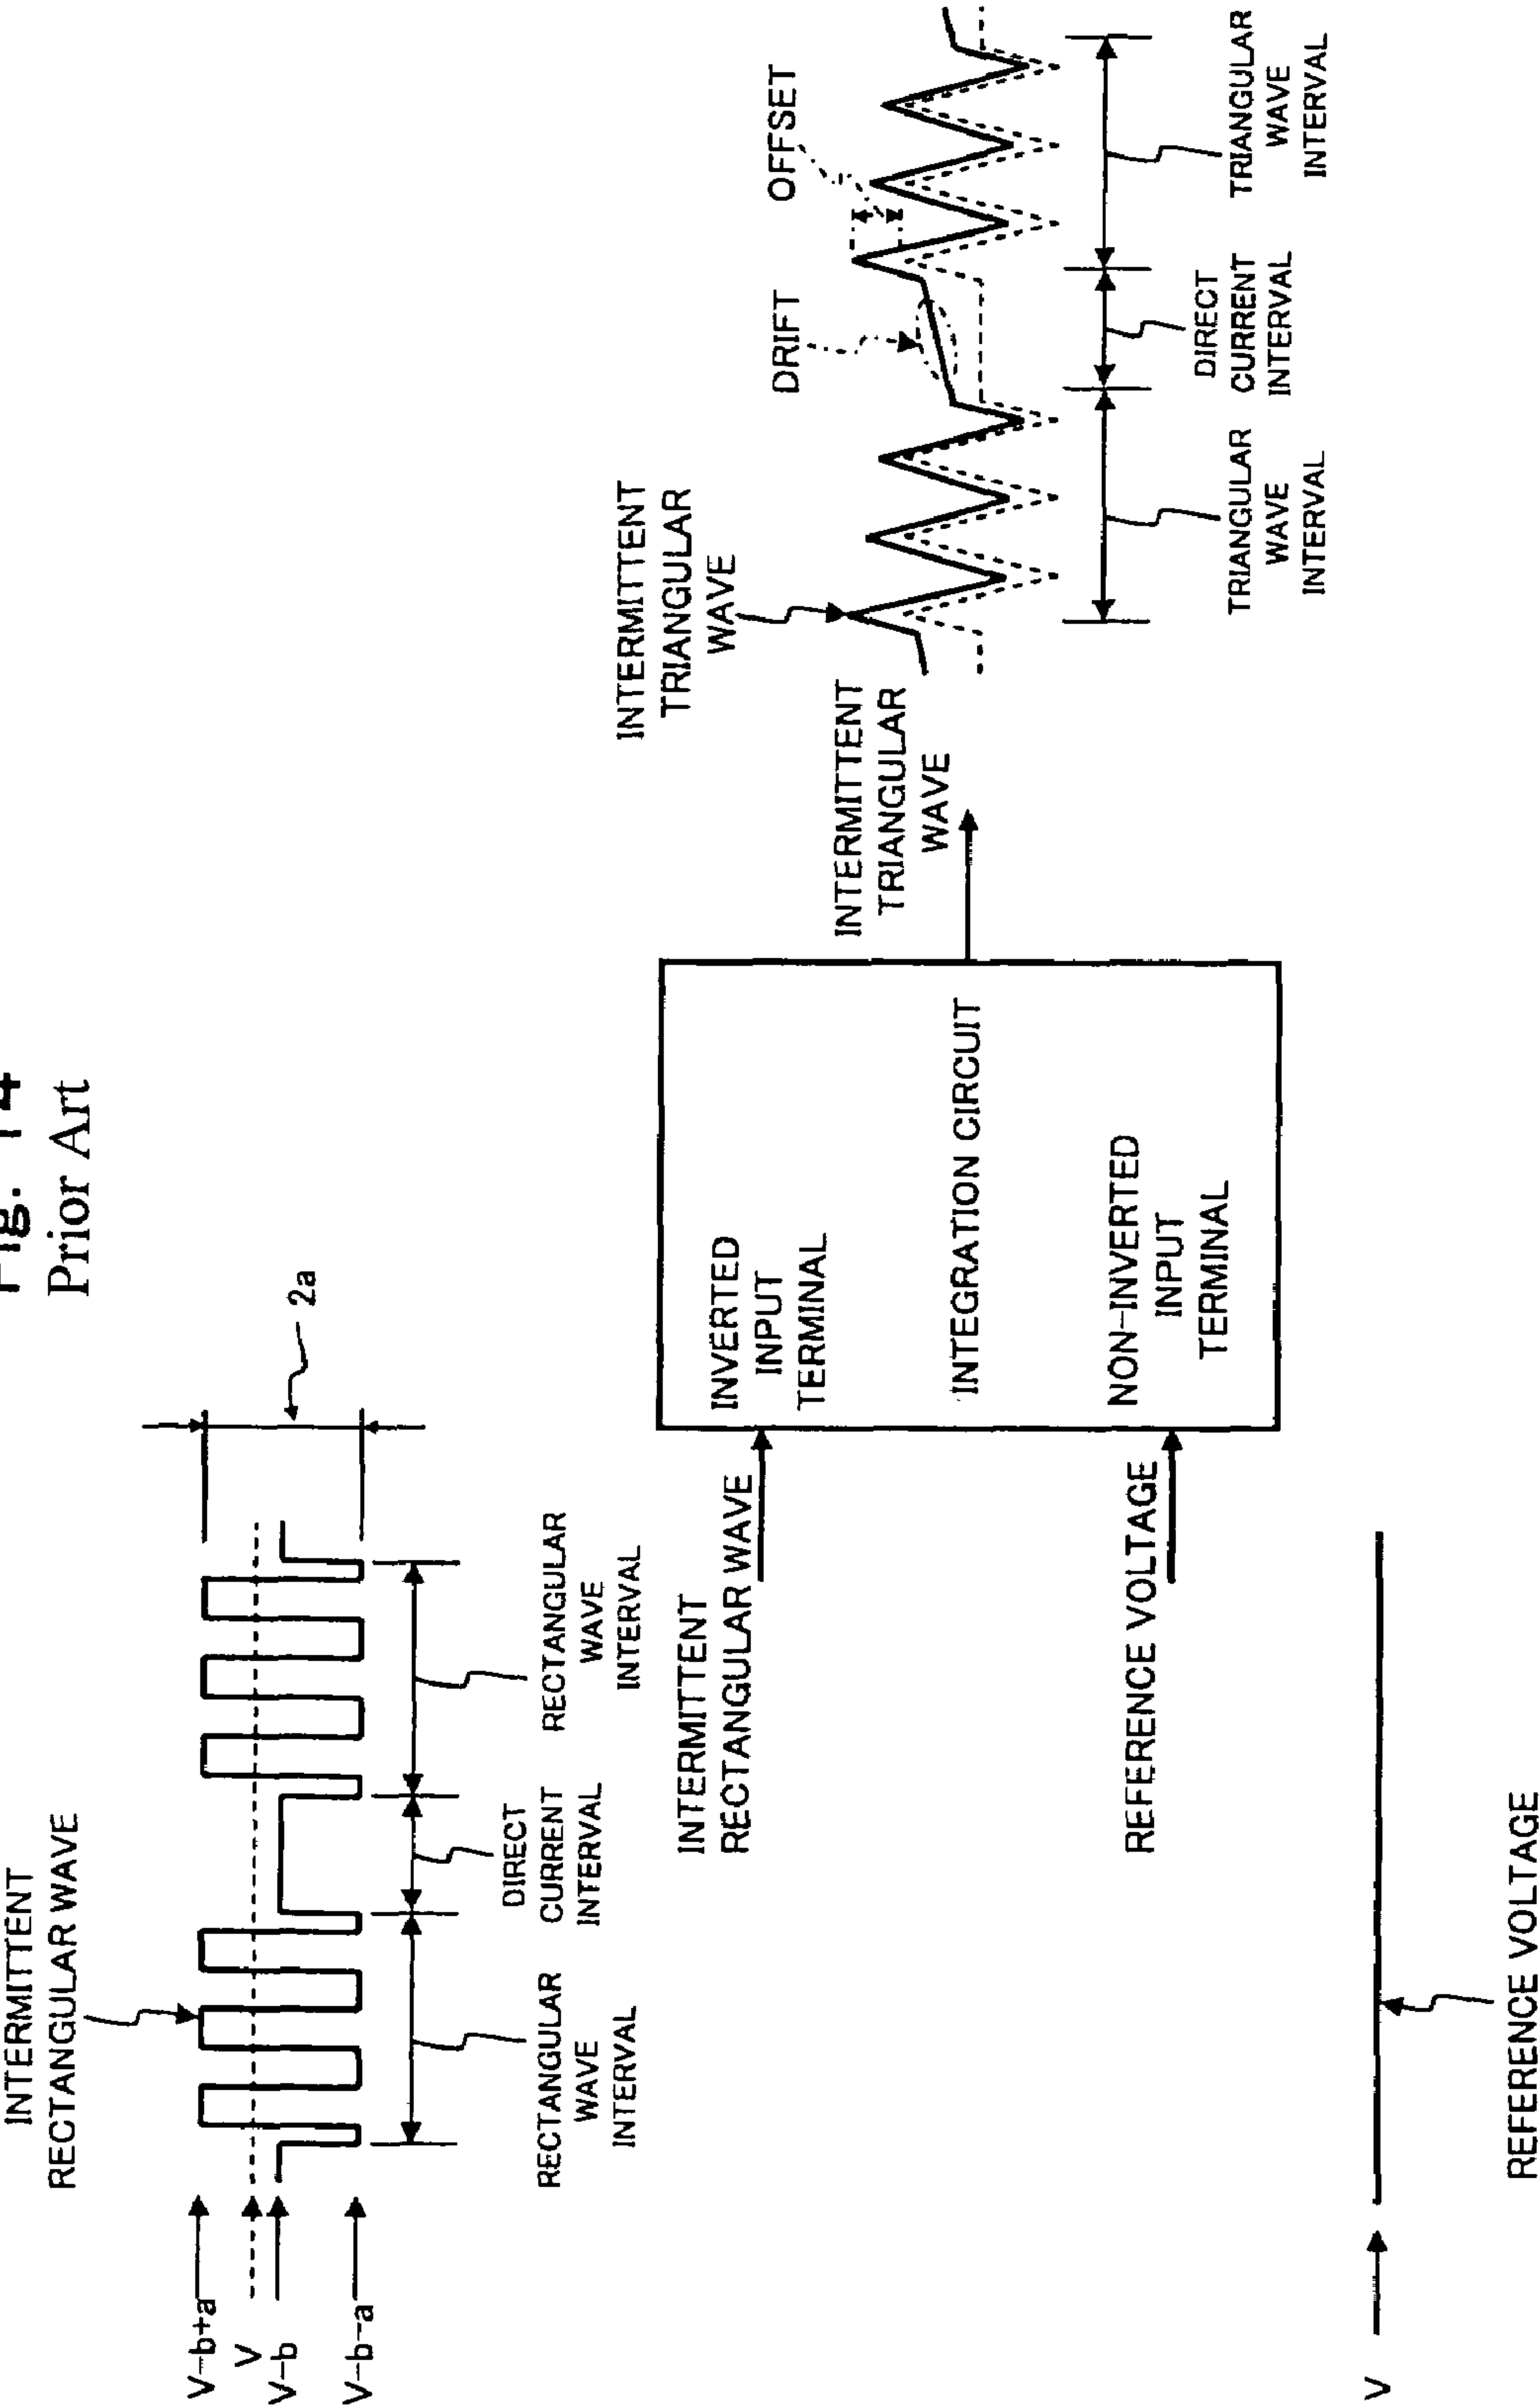 Fig. 14
Prior Art
INTERMITTENT
RECTANGULAR WAVE
V-b+a
V
V-b
V-b-a
2a
RECTANGULAR
WAVE
INTERVAL
DIRECT
CURRENT
INTERVAL
RECTANGULAR
WAVE
INTERVAL
INTERMITTENT
RECTANGULAR WAVE
REFERENCE VOLTAGE
INVERTED
INPUT
TERMINAL
INTEGRATION CIRCUIT
NON-INVERTED
INPUT
TERMINAL
INTERMITTENT
TRIANGULAR
WAVE
INTERMITTENT
TRIANGULAR
WAVE
DRIFT
OFFSET
TRIANGULAR
WAVE
INTERVAL
DIRECT
CURRENT
INTERVAL
TRIANGULAR
WAVE
INTERVAL
V
REFERENCE VOLTAGE